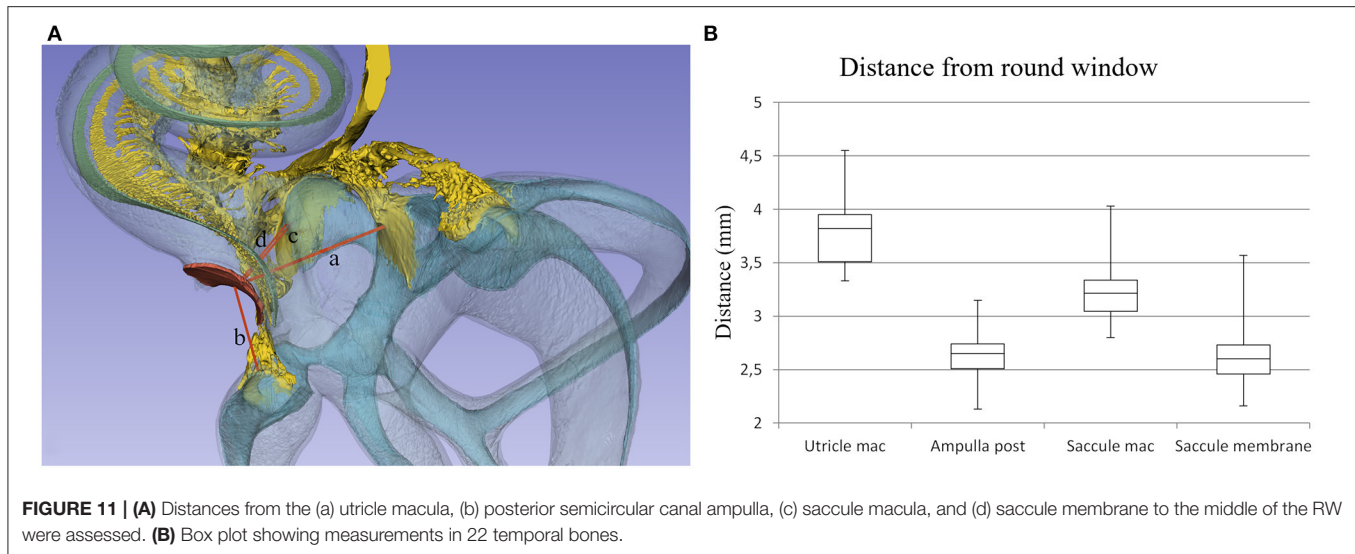 A
d
c
a
b
B
Distance from round window
Distance (mm)
5
4,5
4
3,5
3
2,5
2
Utricle mac
Ampulla post
Saccule mac
Saccule membrane
FIGURE 11 | (A) Distances from the (a) utricle macula, (b) posterior semicircular canal ampulla, (c) saccule macula, and (d) saccule membrane to the middle of the RW
were assessed. (B) Box plot showing measurements in 22 temporal bones.